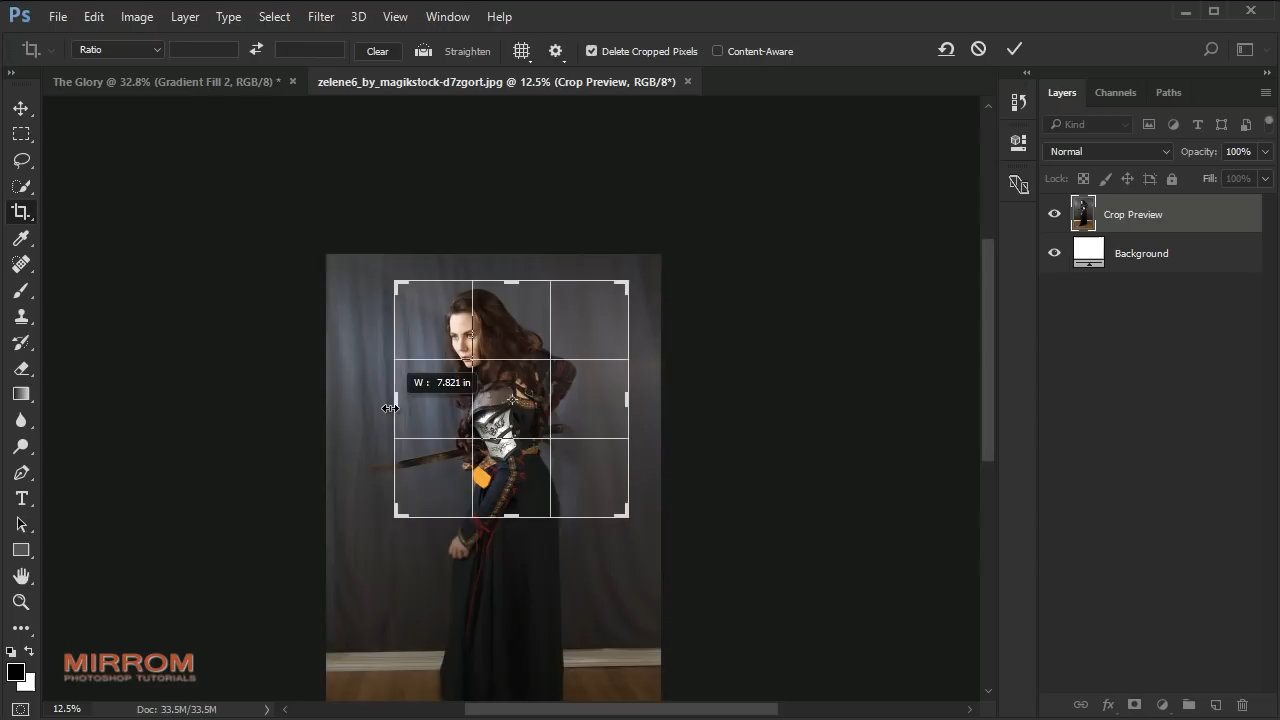 Ps File Edit Image Layer Type Select Filter 3D View Window Help
Ratio Clear Straighten Delete Cropped Pixels Content-Aware
The Glory @ 32.8% (Gradient Fill 2, RGB/8) * × zelene6_by_magikstock-d7zgort.jpg @ 12.5% (Crop Preview, RGB/8*) ×
Layers Channels Paths
Kind
Normal Opacity: 100%
Lock: Fill: 100%
Crop Preview
Background
W : 7.821 in
MIRROM
PHOTOSHOP TUTORIALS
12.5% Doc: 33.5M/33.5M